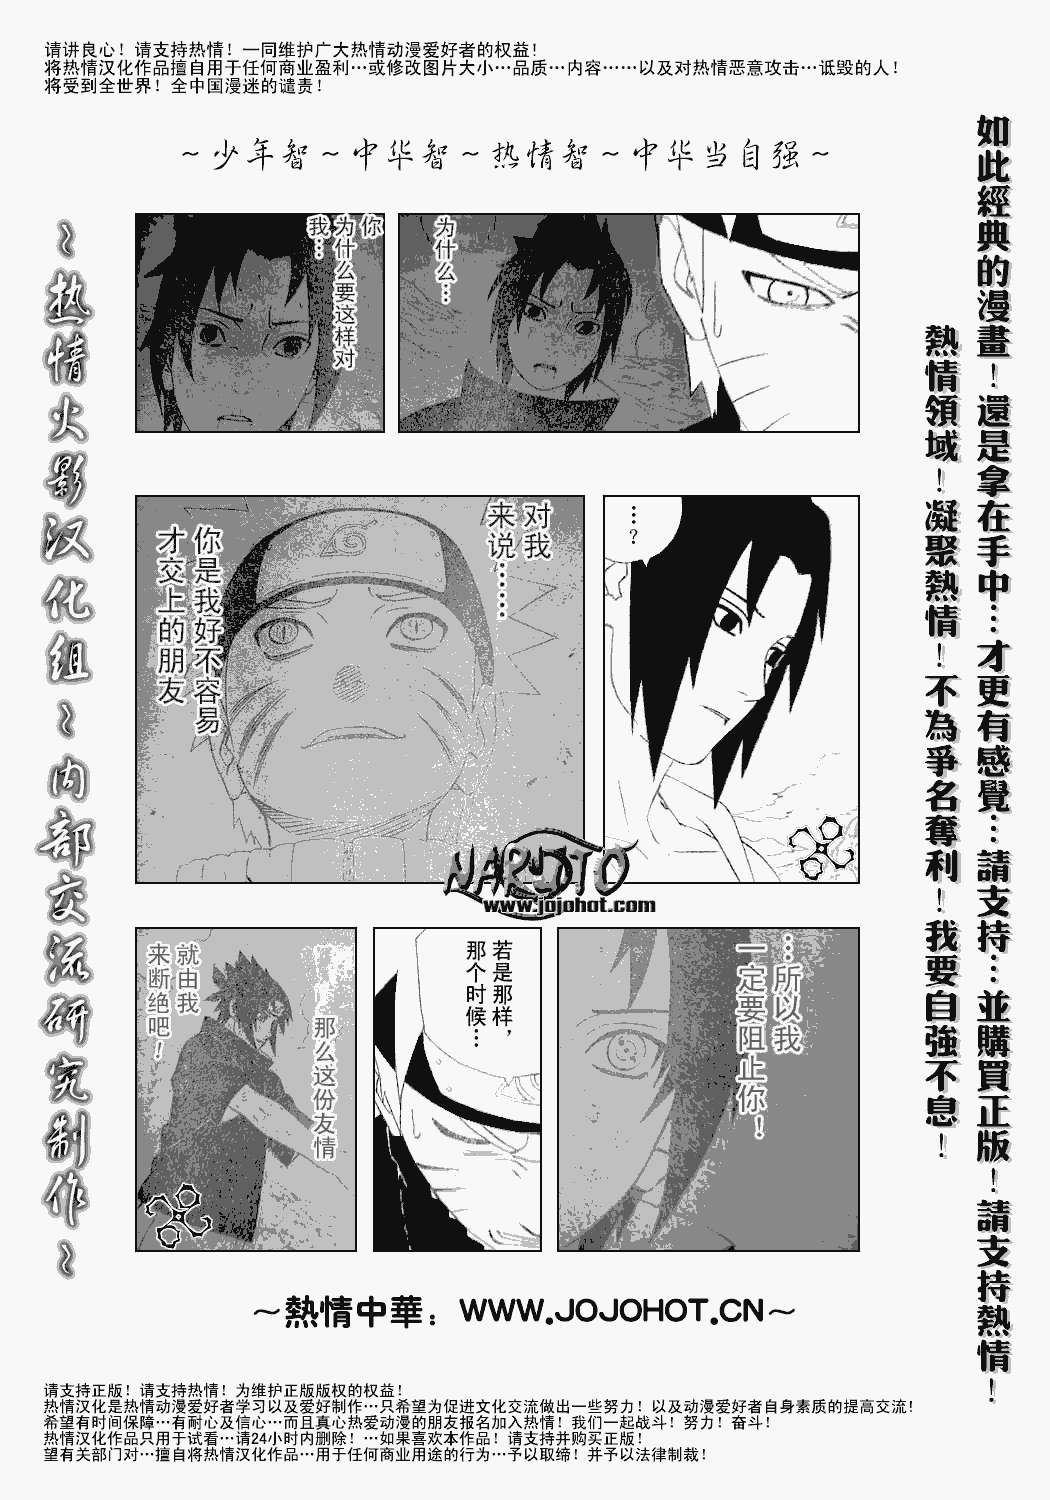 请讲良心！请支持热情！一同维护广大热情动漫爱好者的权益！
将热情汉化作品擅自用于任何商业盈利…或修改图片大小…品质…内容……以及对热情恶意攻击…诋毁的人！
将受到全世界！全中国漫迷的谴责！
～少年智～中华智～热情智～中华当自强～
如此經典的漫畫！還是拿在手中…才更有感覺…請支持…並購買正版！請支持熱情！
熱情領域！凝聚熱情！不為爭名奪利！我要自強不息！
为什么…
你
为什么要这样对
我…
…？
对我
来说……
你是我好不容易
才交上的朋友
NARUTO
www.jojohot.com
…所以我
一定要阻止你！
若是那样，
那个时候…
那么这份友情
就由我
来断绝吧！
～热情火影汉化组～内部交流研究制作～
～熱情中華：WWW.JOJOHOT.CN～
请支持正版！请支持热情！为维护正版版权的权益！
热情汉化是热情动漫爱好者学习以及爱好制作…只希望为促进文化交流做出一些努力！以及动漫爱好者自身素质的提高交流！
希望有时间保障…有耐心及信心…而且真心热爱动漫的朋友报名加入热情！我们一起战斗！努力！奋斗！
热情汉化作品只用于试看…请24小时内删除！…如果喜欢本作品！请支持并购买正版！
望有关部门对…擅自将热情汉化作品…用于任何商业用途的行为…予以取缔！并予以法律制裁！